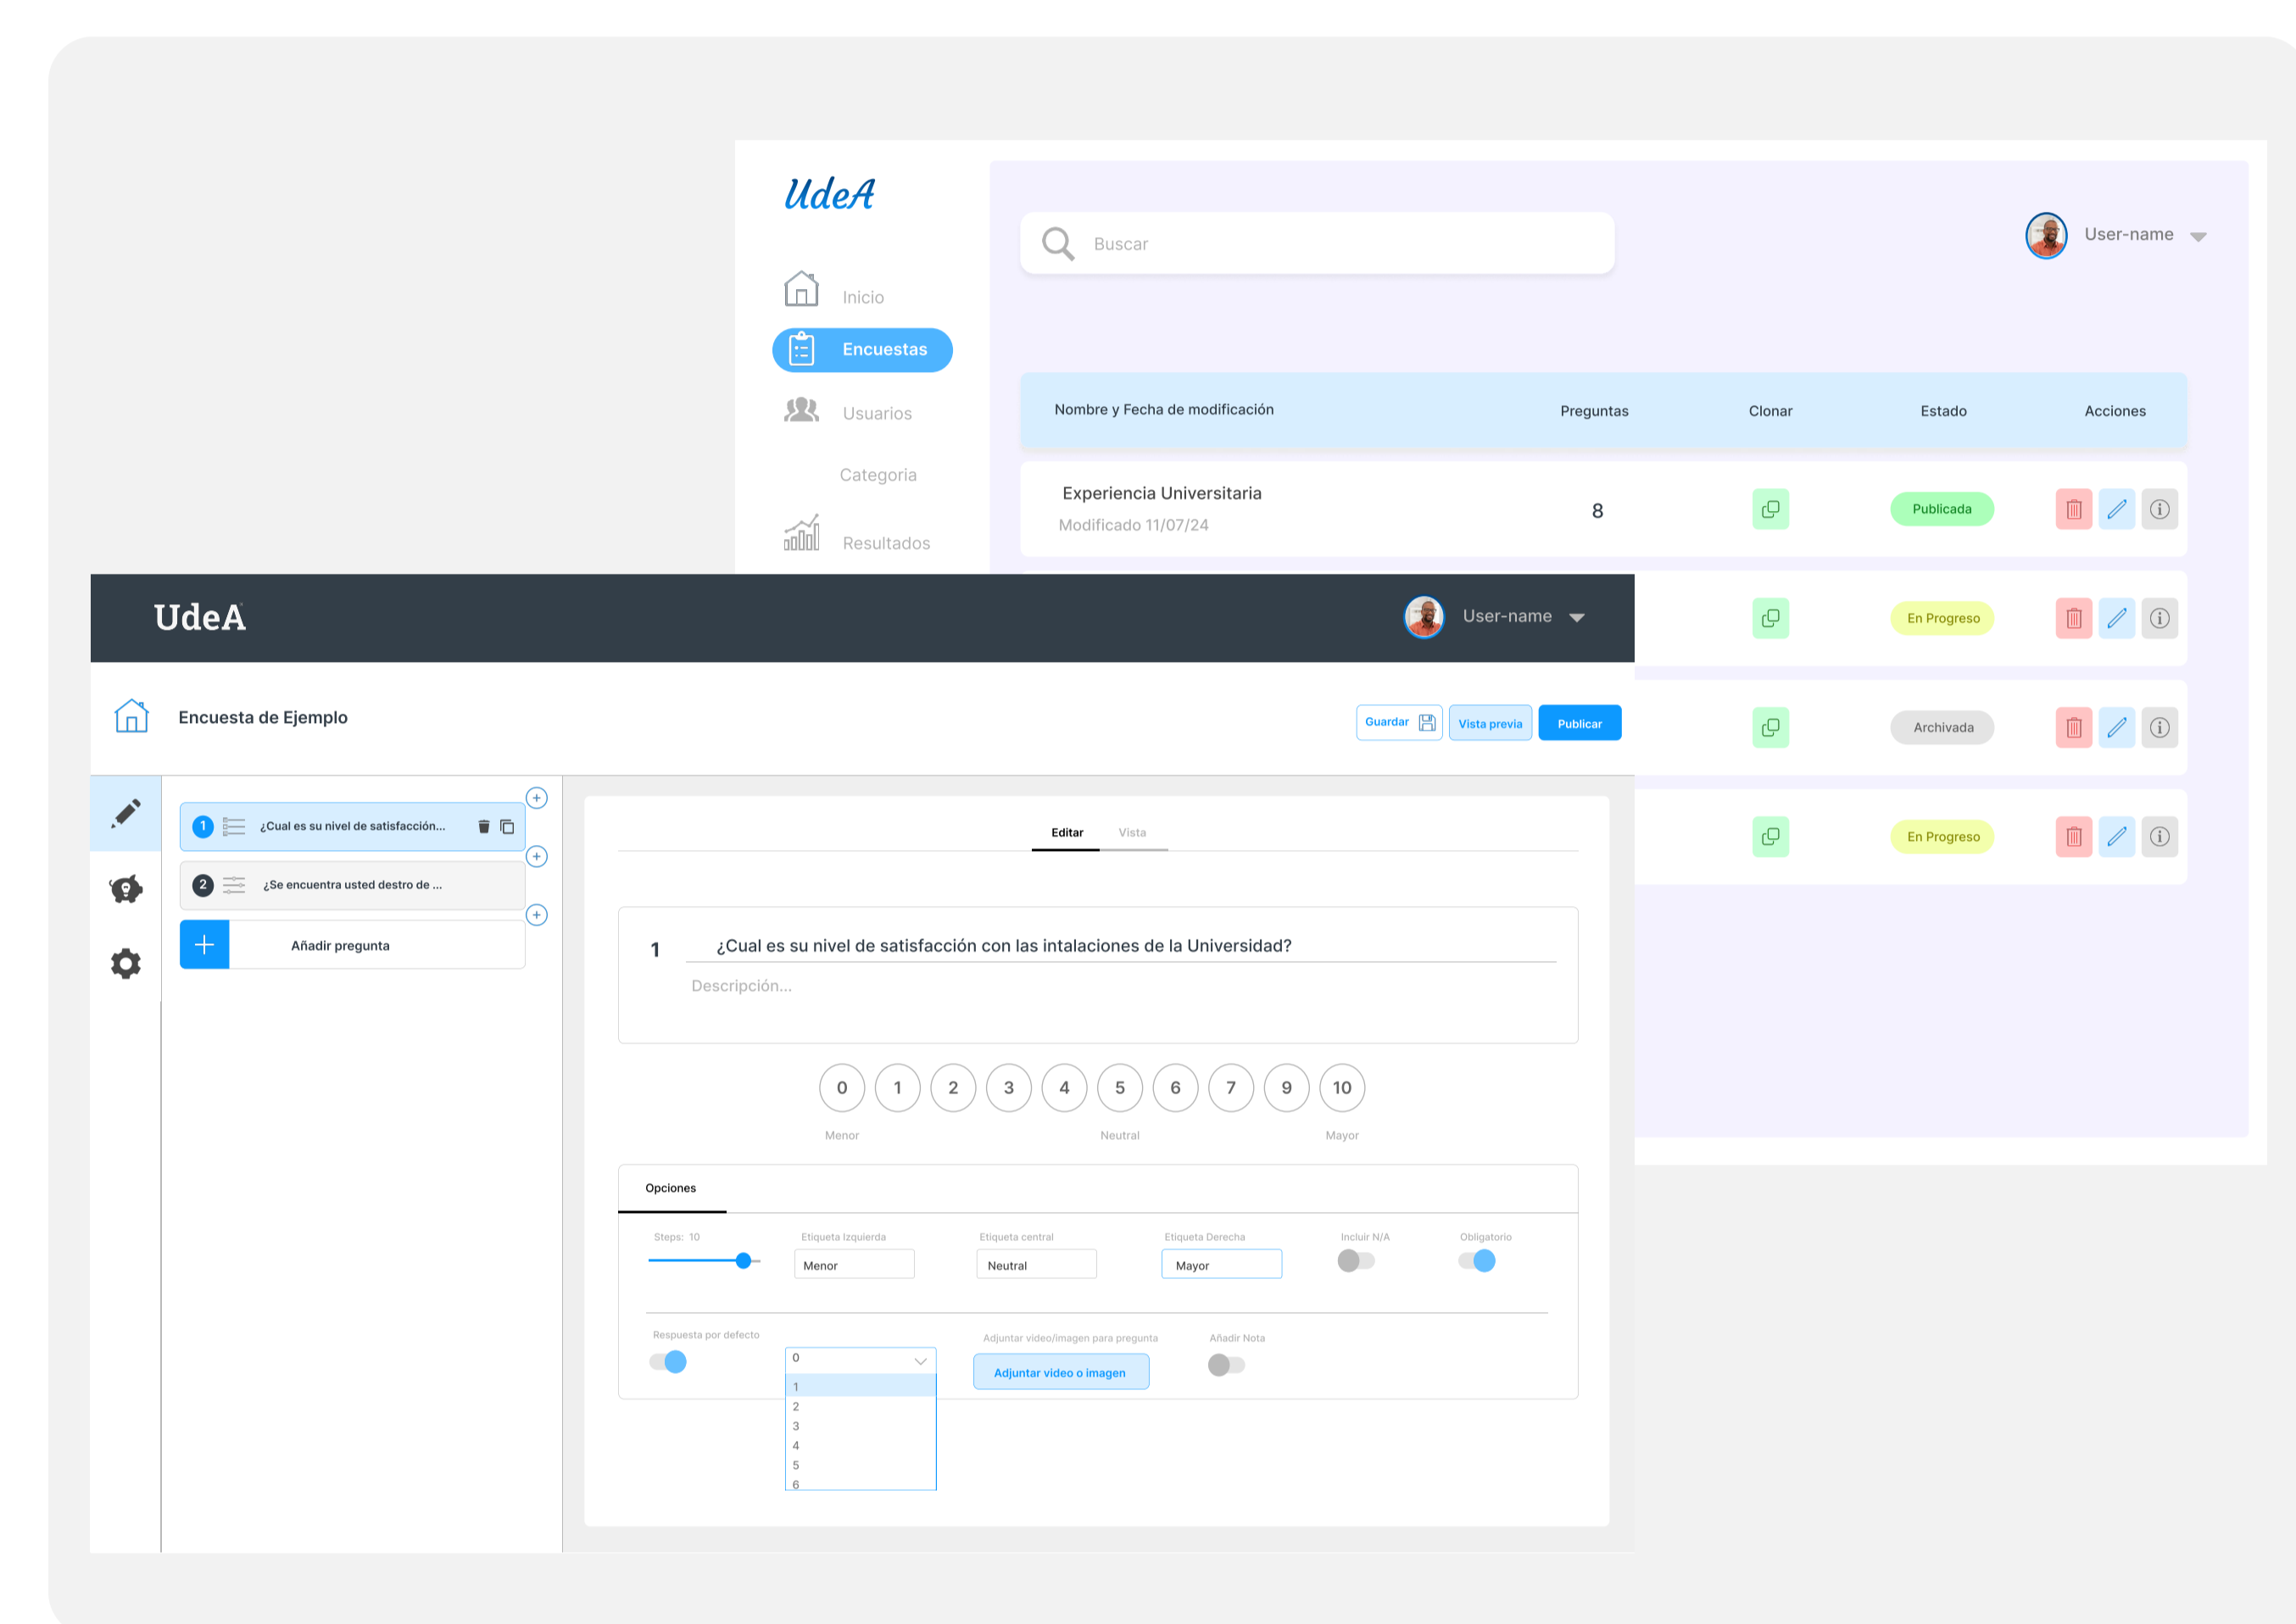 UdeA
Buscar
User-name
Inicio
Encuestas
Usuarios
Categoria
Resultados
Nombre y Fecha de modificación Preguntas Clonar Estado Acciones
Experiencia Universitaria
Modificado 11/07/24
8
Publicada
En Progreso
Archivada
En Progreso
UdeA
User-name
Encuesta de Ejemplo
Guardar
Vista previa
Publicar
1 ¿Cual es su nivel de satisfacción...
2 ¿Se encuentra usted destro de ...
Añadir pregunta
Editar Vista
1 ¿Cual es su nivel de satisfacción con las intalaciones de la Universidad?
Descripción...
0 1 2 3 4 5 6 7 9 10
Menor Neutral Mayor
Opciones
Steps: 10 Etiqueta Izquierda Etiqueta central Etiqueta Derecha Incluir N/A Obligatorio
Menor Neutral Mayor
Respuesta por defecto Adjuntar video/imagen para pregunta Añadir Nota
0
Adjuntar video o imagen
1
2
3
4
5
6